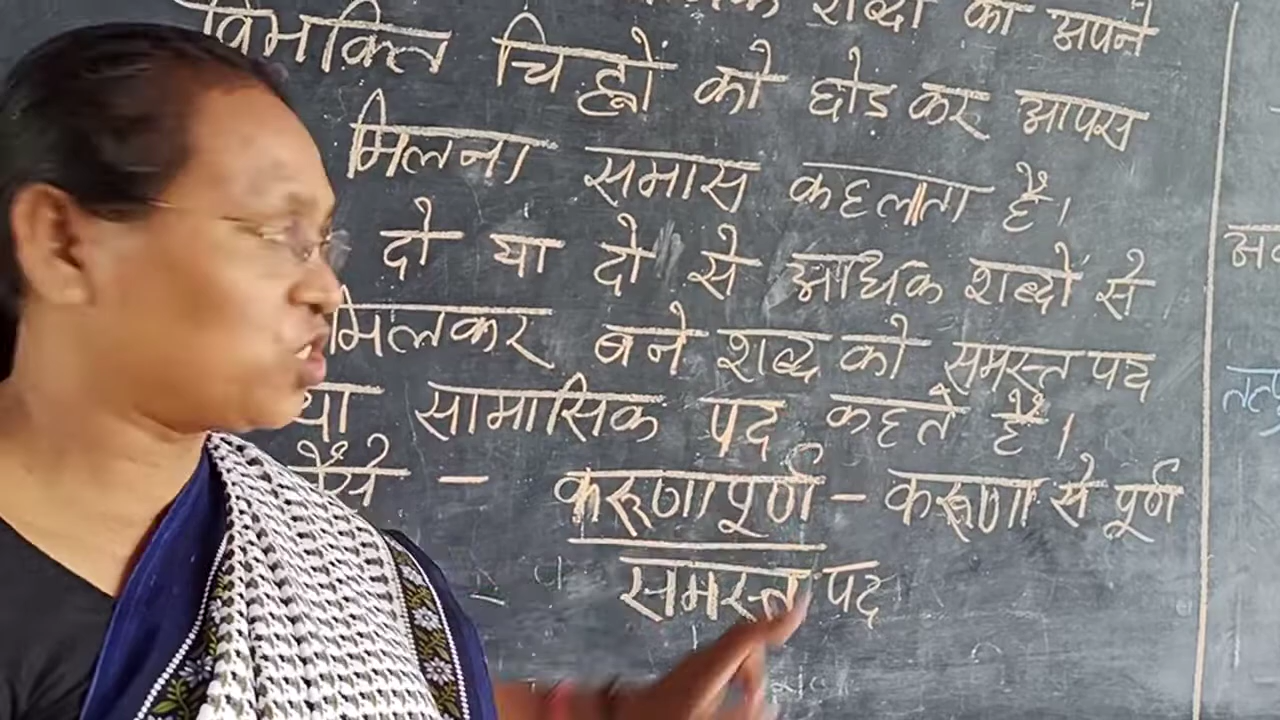 शब्दों का अपने
विभक्ति चिह्नों को छोड कर आपस
मिलना समास कहलाता है।
दो या दो से अधिक शब्दों से
मिलकर बने शब्द को समस्त पद
या सामासिक पद कहते है।
जैसे - करूणापूर्ण - करूणा से पूर्ण
समस्त पद